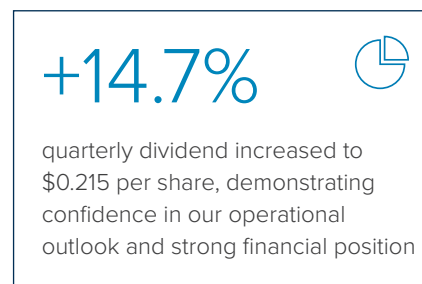 +14.7%
quarterly dividend increased to
$0.215 per share, demonstrating
confidence in our operational
outlook and strong financial position